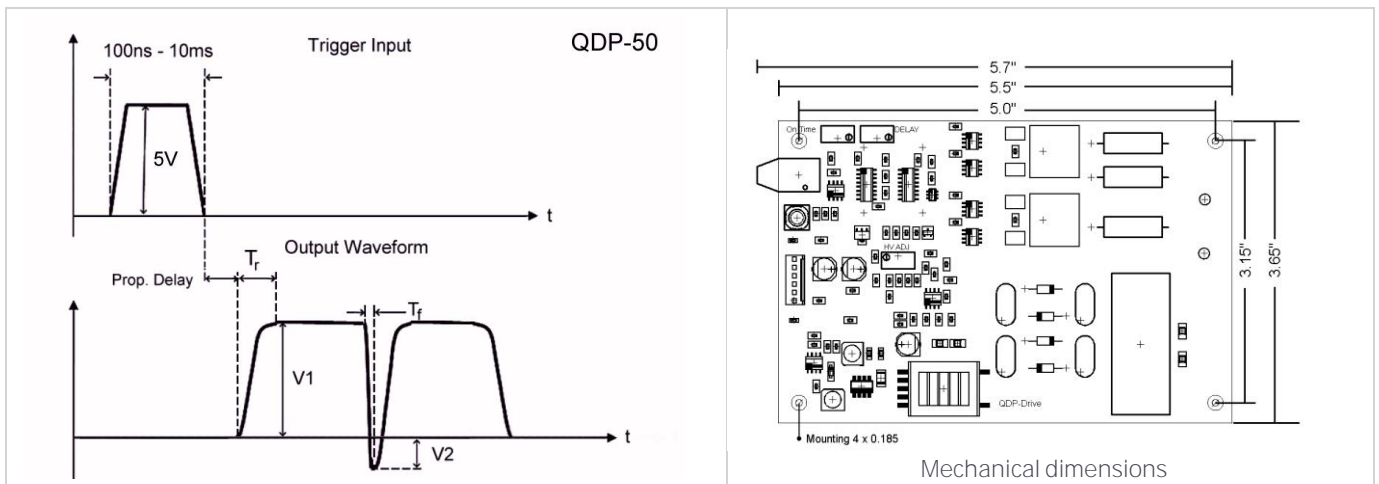 Trigger Input
QDP-50
100ns - 10ms
5V
t
Output Waveform
Tr
Prop. Delay
Tf
V1
V2
t
5.7"
5.5"
5.0"
On Time
DELAY
HV ADJ
3.15"
3.65"
QDP-Drive
Mounting 4 x 0.185
Mechanical dimensions